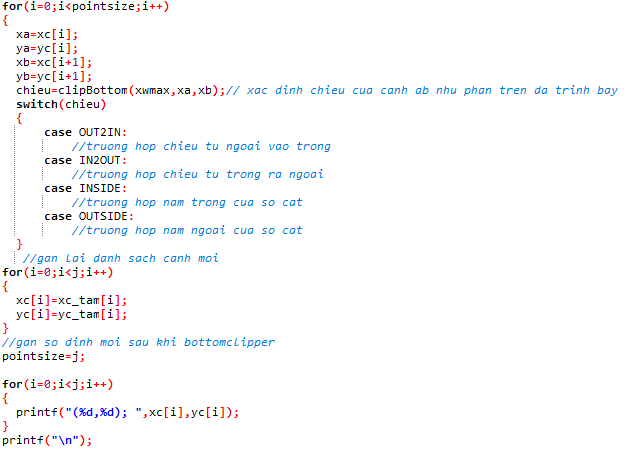 for(i=0;i<pointsize;i++)
{
xa=xc[i];
ya=yc[i];
xb=xc[i+1];
yb=yc[i+1];
chieu=clipBottom(xwmax,xa,xb);// xac dinh chieu cua canh ab nhu phan tren da trinh bay
switch(chieu)
{
case OUT2IN:
//truong hop chieu tu ngoai vao trong
case IN2OUT:
//truong hop chieu tu trong ra ngoai
case INSIDE:
//truong hop nam trong cua so cat
case OUTSIDE:
//truong hop nam ngoai cua so cat
}
//gan lai danh sach canh moi
for(i=0;i<j;i++)
{
xc[i]=xc_tam[i];
yc[i]=yc_tam[i];
}
//gan so dinh moi sau khi bottomclipper
pointsize=j;
for(i=0;i<j;i++)
{
printf("(%d,%d); ",xc[i],yc[i]);
}
printf("\n");